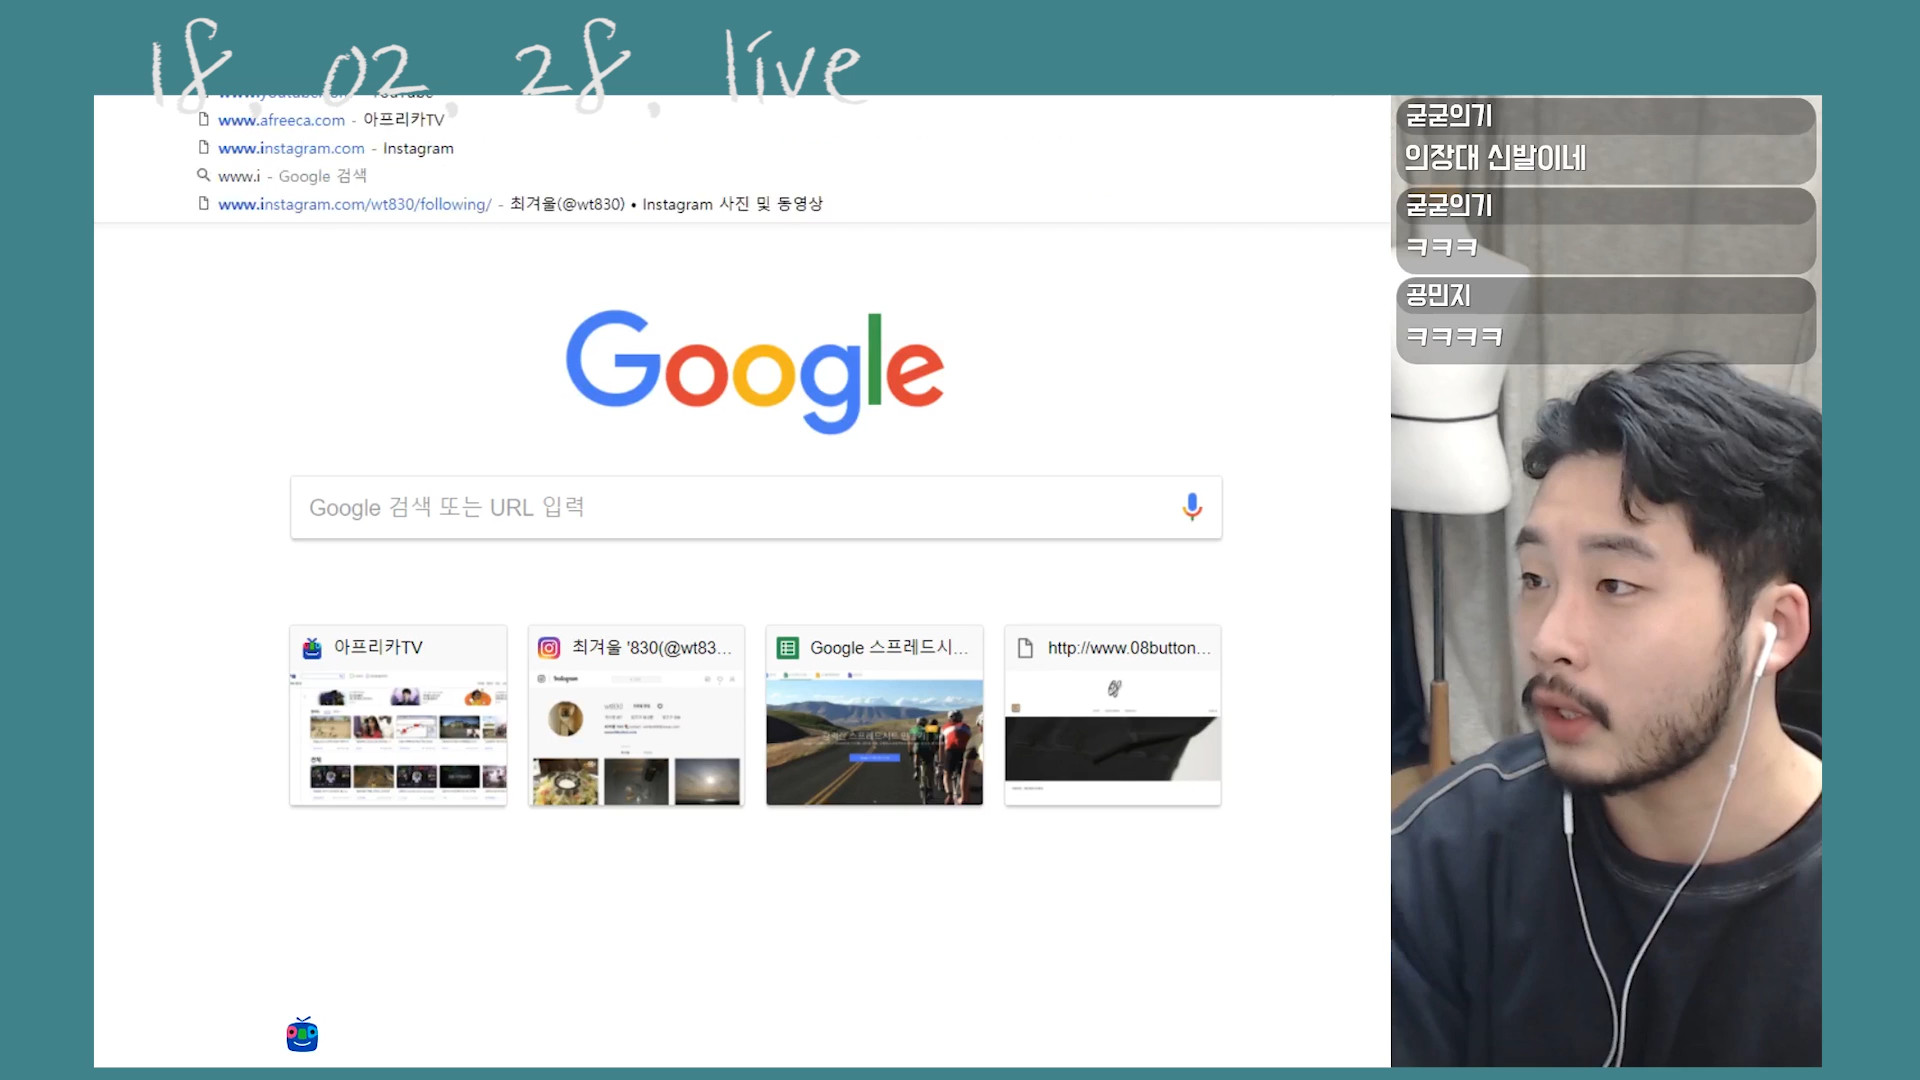 18. 02. 28. live
www.youtube.com - YouTube
www.afreeca.com - 아프리카TV
www.instagram.com - Instagram
www.i - Google 검색
www.instagram.com/wt830/following/ - 최겨울(@wt830) • Instagram 사진 및 동영상
Google
Google 검색 또는 URL 입력
아프리카TV
최겨울 '830(@wt83...
Google 스프레드시...
http://www.08button...
굳굳의기
의장대 신발이네
굳굳의기
ㅋㅋㅋ
공민지
ㅋㅋㅋㅋ